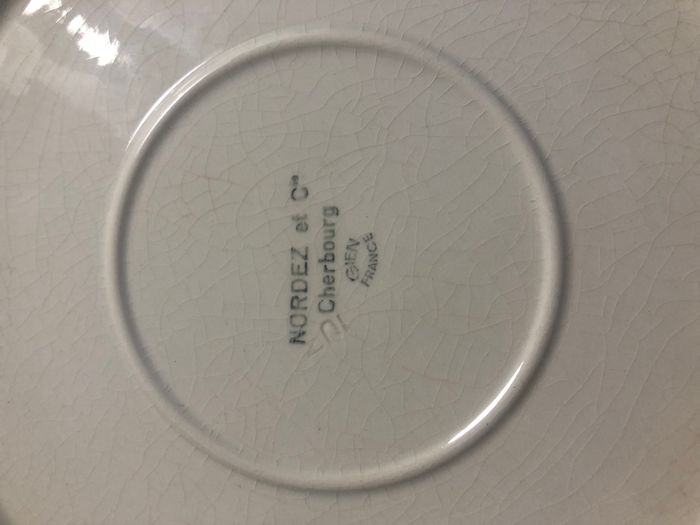 NORDEZ et Cie
Cherbourg
GIEN
FRANCE